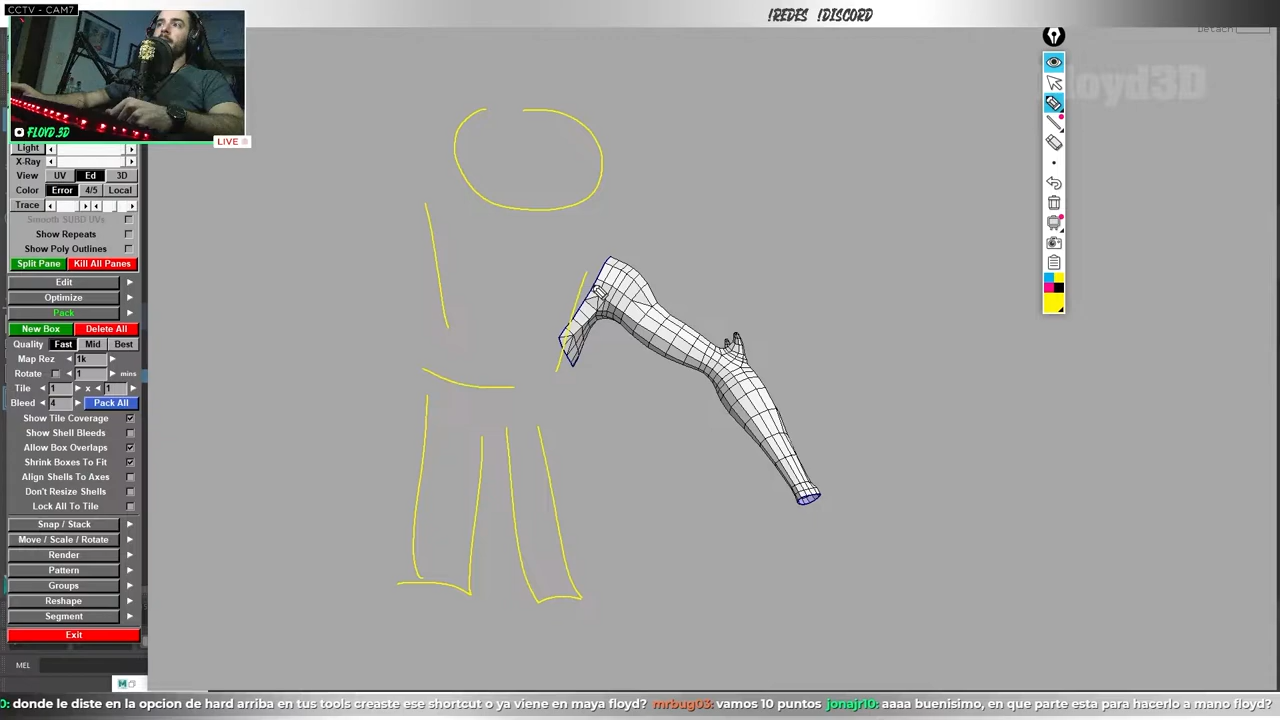 CCTV - CAM7
!REDES !DISCORD
Detach
Floyd3D
FLOYD.3D
LIVE
Light
X-Ray
View UV Ed 3D
Color Error 4/5 Local
Trace
Smooth SUBD UVs
Show Repeats
Show Poly Outlines
Split Pane Kill All Panes
Edit
Optimize
Pack
New Box Delete All
Quality Fast Mid Best
Map Rez 1k
Rotate 1 mins
Tile 1 x 1
Bleed 4 Pack All
Show Tile Coverage
Show Shell Bleeds
Allow Box Overlaps
Shrink Boxes To Fit
Align Shells To Axes
Don't Resize Shells
Lock All To Tile
Snap / Stack
Move / Scale / Rotate
Render
Pattern
Groups
Reshape
Segment
Exit
MEL
0: donde le diste en la opcion de hard arriba en tus tools creaste ese shortcut o ya viene en maya floyd? mrbug03: vamos 10 puntos jonajr10: aaaa buenisimo, en que parte esta para hacerlo a mano floyd?